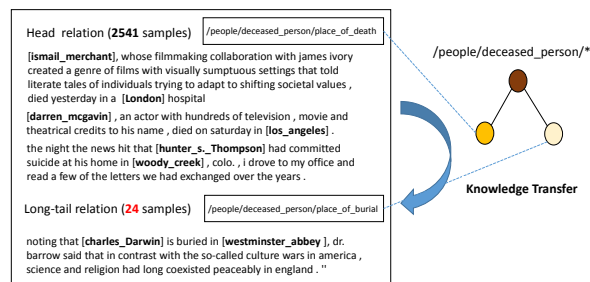 Head relation (2541 samples)
/people/deceased_person/place_of_death
[ismail_merchant], whose filmmaking collaboration with james ivory
created a genre of films with visually sumptuous settings that told
literate tales of individuals trying to adapt to shifting societal values ,
died yesterday in a [London] hospital
[darren_mcgavin] , an actor with hundreds of television , movie and
theatrical credits to his name , died on saturday in [los_angeles] .
the night the news hit that [hunter_s._Thompson] had committed
suicide at his home in [woody_creek] , colo. , i drove to my office and
read a few of the letters we had exchanged over the years .
Long-tail relation (24 samples)
/people/deceased_person/place_of_burial
noting that [charles_Darwin] is buried in [westminster_abbey ], dr.
barrow said that in contrast with the so-called culture wars in america ,
science and religion had long coexisted peaceably in england . ''
/people/deceased_person/*
Knowledge Transfer